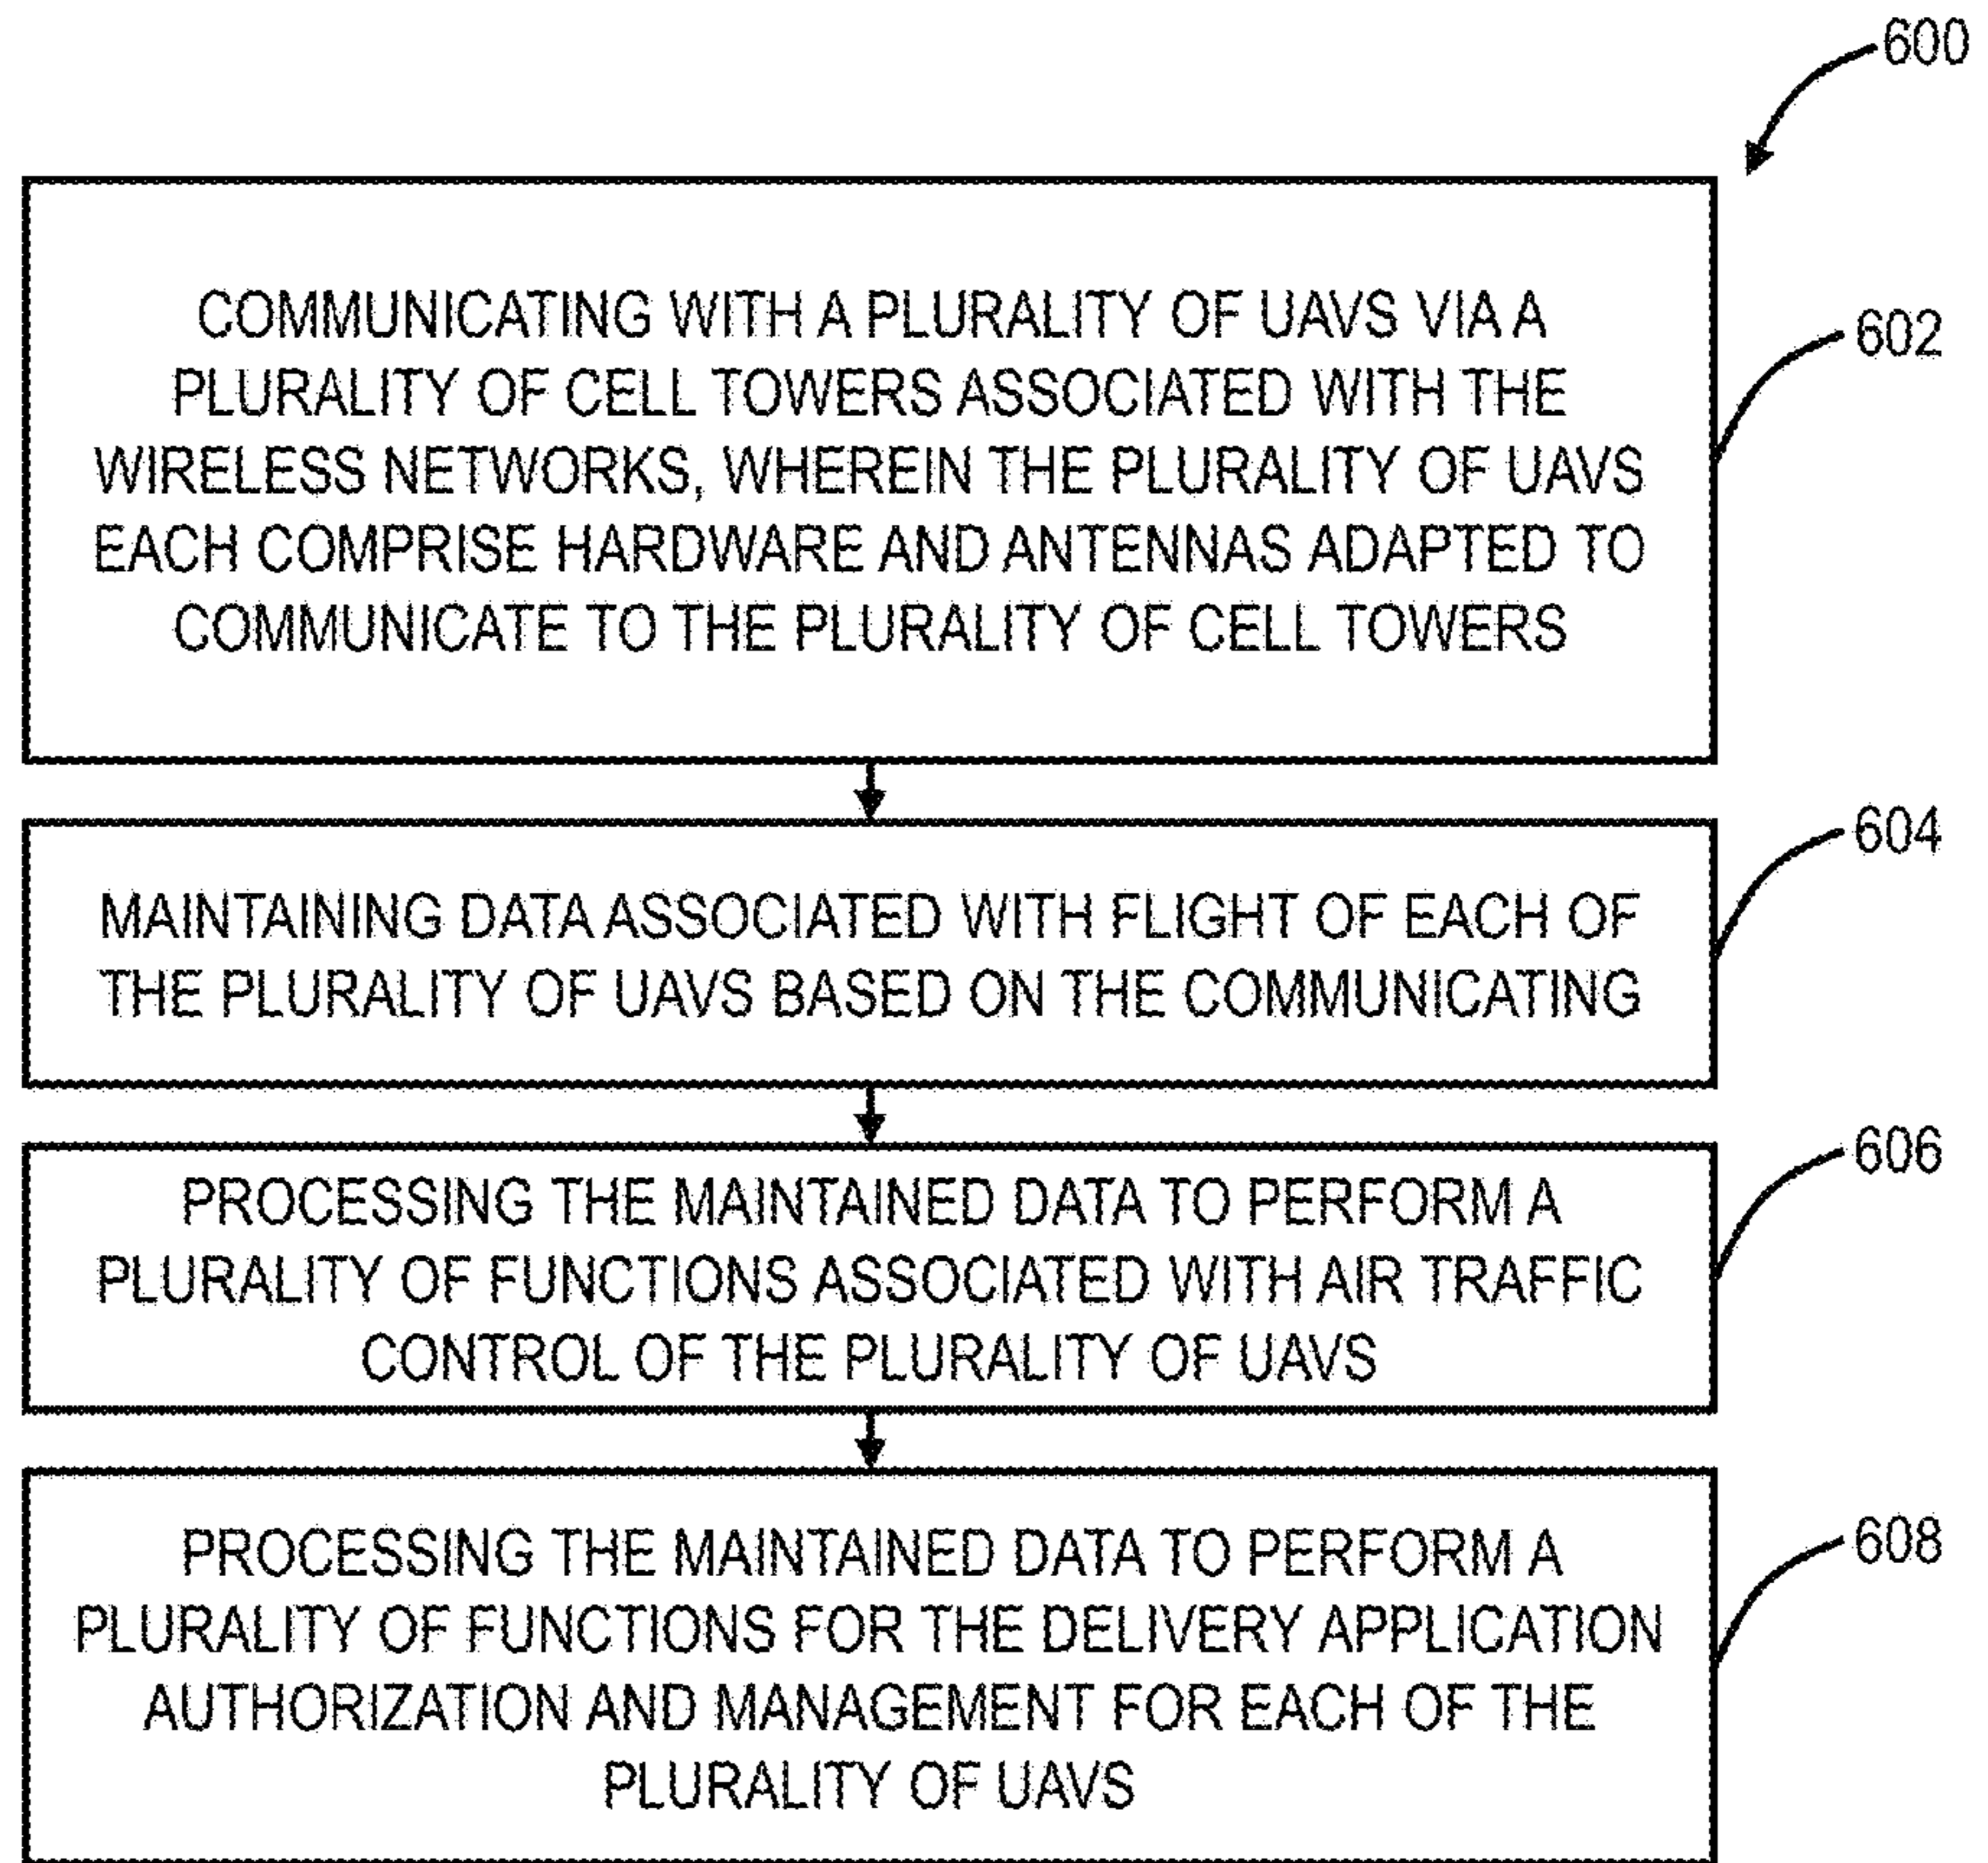 600
COMMUNICATING WITH A PLURALITY OF UAVS VIA A
PLURALITY OF CELL TOWERS ASSOCIATED WITH THE
WIRELESS NETWORKS, WHEREIN THE PLURALITY OF UAVS
EACH COMPRISE HARDWARE AND ANTENNAS ADAPTED TO
COMMUNICATE TO THE PLURALITY OF CELL TOWERS
602
MAINTAINING DATA ASSOCIATED WITH FLIGHT OF EACH OF
THE PLURALITY OF UAVS BASED ON THE COMMUNICATING
604
PROCESSING THE MAINTAINED DATA TO PERFORM A
PLURALITY OF FUNCTIONS ASSOCIATED WITH AIR TRAFFIC
CONTROL OF THE PLURALITY OF UAVS
606
PROCESSING THE MAINTAINED DATA TO PERFORM A
PLURALITY OF FUNCTIONS FOR THE DELIVERY APPLICATION
AUTHORIZATION AND MANAGEMENT FOR EACH OF THE
PLURALITY OF UAVS
608